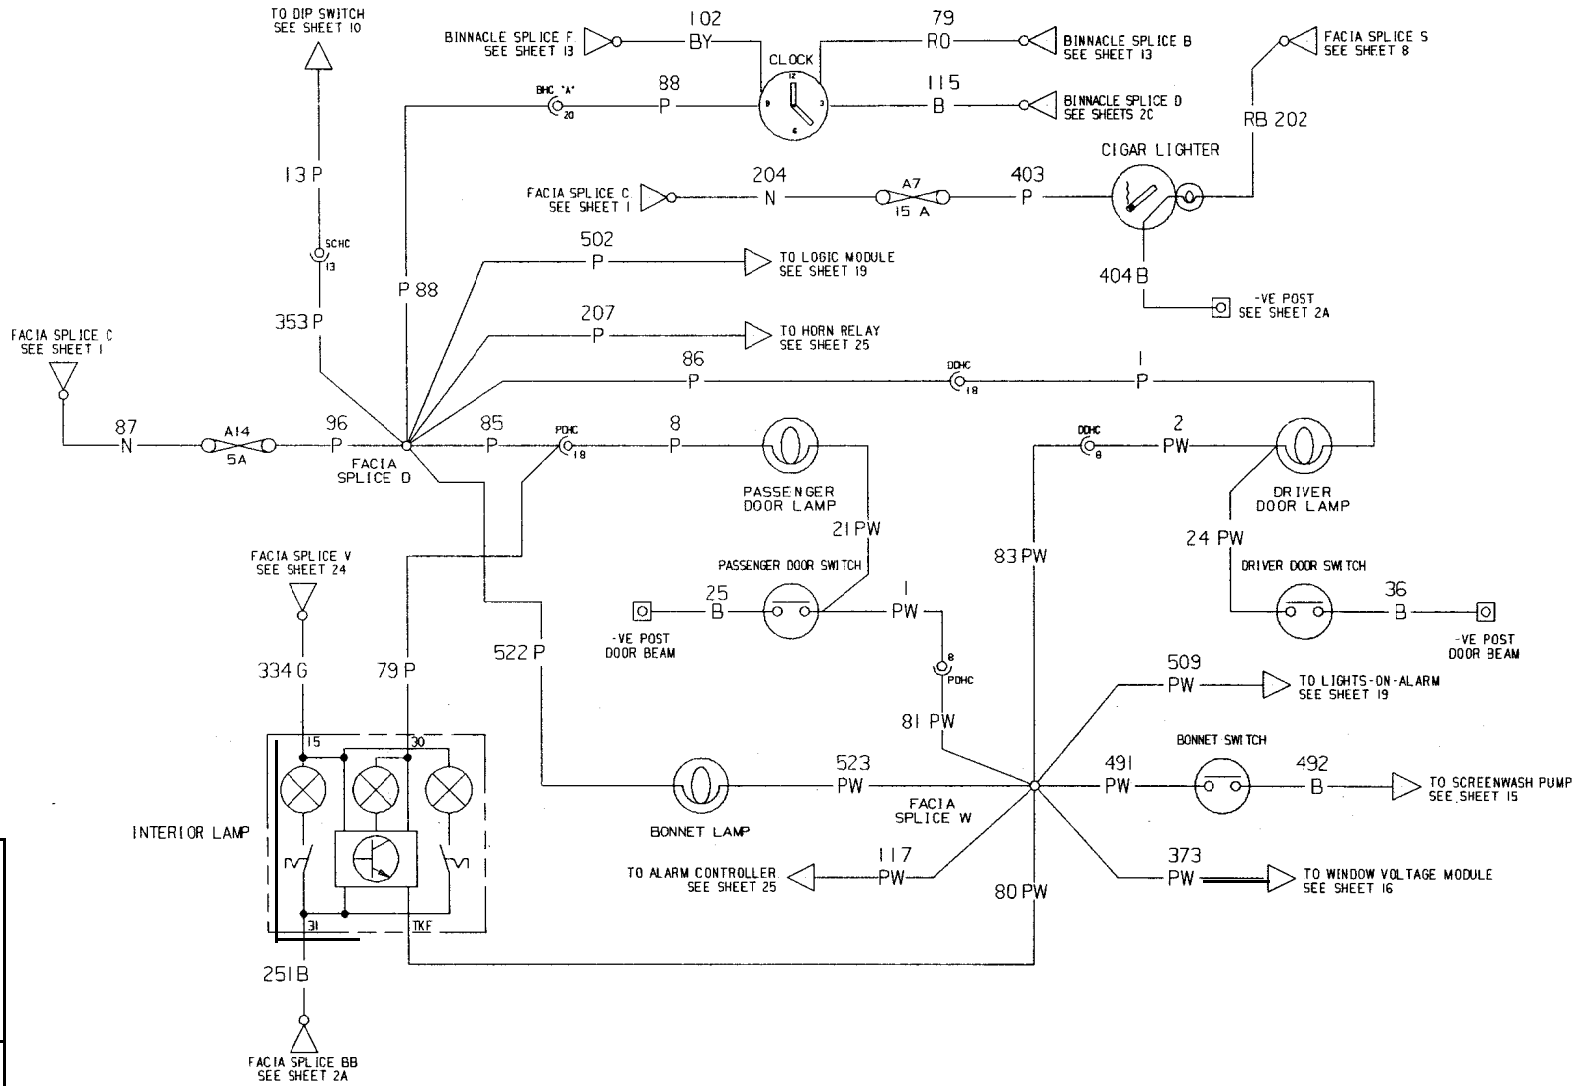 TO DIP SWITCH
SEE SHEET 10
BINNACLE SPLICE F
SEE SHEET 13
102
BY
CLOCK
12
3
6
9
79
RO
BINNACLE SPLICE B
SEE SHEET 13
FACIA SPLICE S
SEE SHEET 8
BHC "A"
20
88
P
115
B
BINNACLE SPLICE D
SEE SHEETS 2C
RB 202
CIGAR LIGHTER
13 P
FACIA SPLICE C
SEE SHEET 1
204
N
A7
15 A
403
P
SCHC
13
502
P
TO LOGIC MODULE
SEE SHEET 19
404 B
-VE POST
SEE SHEET 2A
P 88
353 P
207
P
TO HORN RELAY
SEE SHEET 25
FACIA SPLICE C
SEE SHEET 1
86
P
DDHC
18
1
P
87
N
A14
5A
96
P
FACIA
SPLICE D
85
P
PDHC
18
8
P
DDHC
8
2
PW
PASSENGER
DOOR LAMP
DRIVER
DOOR LAMP
21 PW
24 PW
FACIA SPLICE V
SEE SHEET 24
83 PW
PASSENGER DOOR SWITCH
DRIVER DOOR SWITCH
25
B
1
PW
36
B
-VE POST
DOOR BEAM
-VE POST
DOOR BEAM
334 G
79 P
522 P
8
PDHC
509
PW
TO LIGHTS-ON-ALARM
SEE SHEET 19
81 PW
15
30
BONNET SWITCH
523
PW
491
PW
492
B
TO SCREENWASH PUMP
SEE SHEET 15
FACIA
SPLICE W
INTERIOR LAMP
BONNET LAMP
TO ALARM CONTROLLER
SEE SHEET 25
117
PW
80 PW
373
PW
TO WINDOW VOLTAGE MODULE
SEE SHEET 16
31
TKF
251 B
FACIA SPLICE BB
SEE SHEET 2A